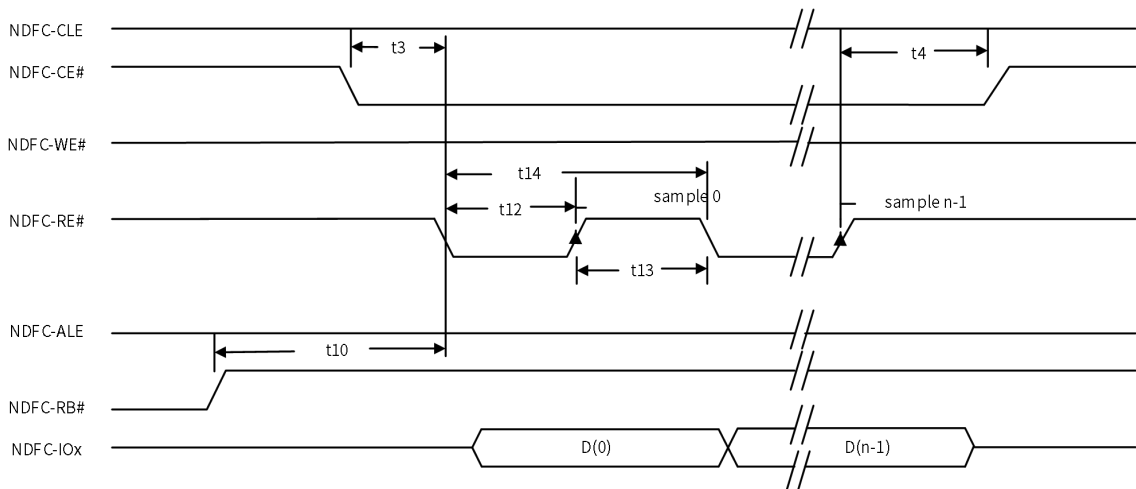 NDFC-CLE
t3
t4
NDFC-CE#
NDFC-WE#
t14
sample 0
t12
sample n-1
NDFC-RE#
t13
NDFC-ALE
t10
NDFC-RB#
NDFC-IOx
D(0)
D(n-1)